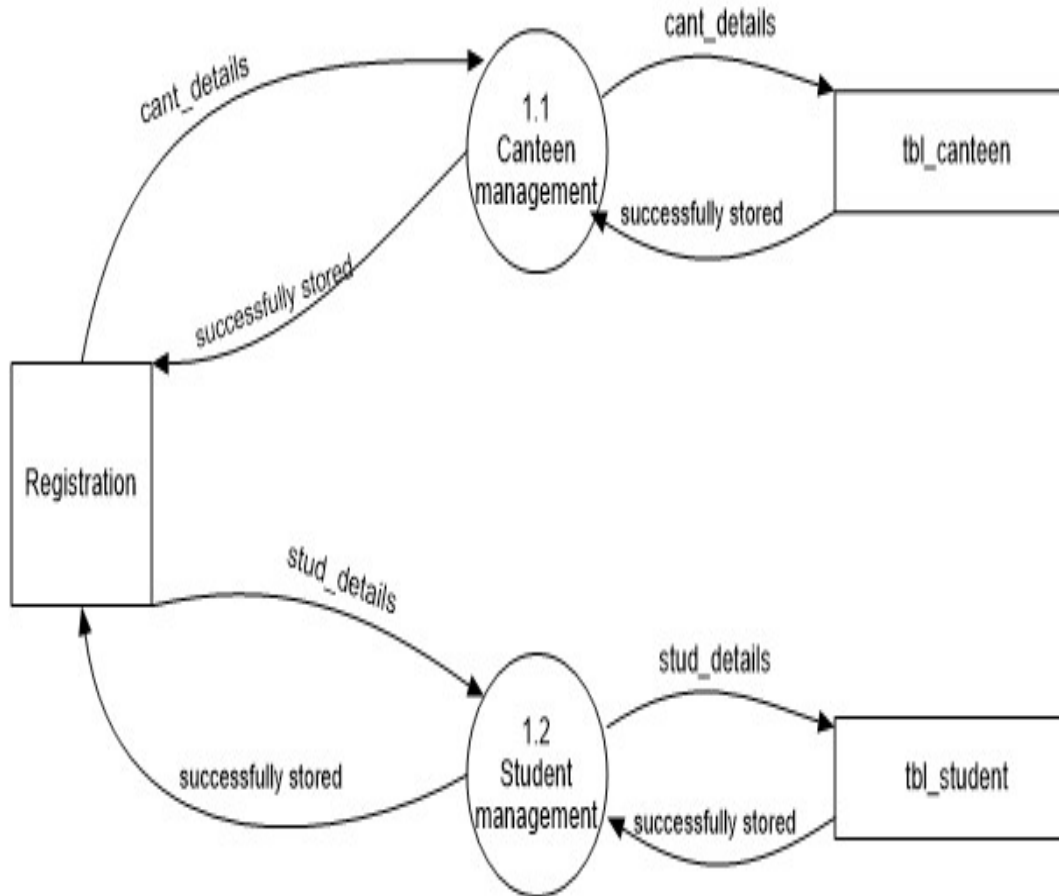 cant_details
cant_details
1.1
Canteen
management
tbl_canteen
successfully stored
successfully stored
Registration
stud_details
stud_details
1.2
Student
management
tbl_student
successfully stored
successfully stored